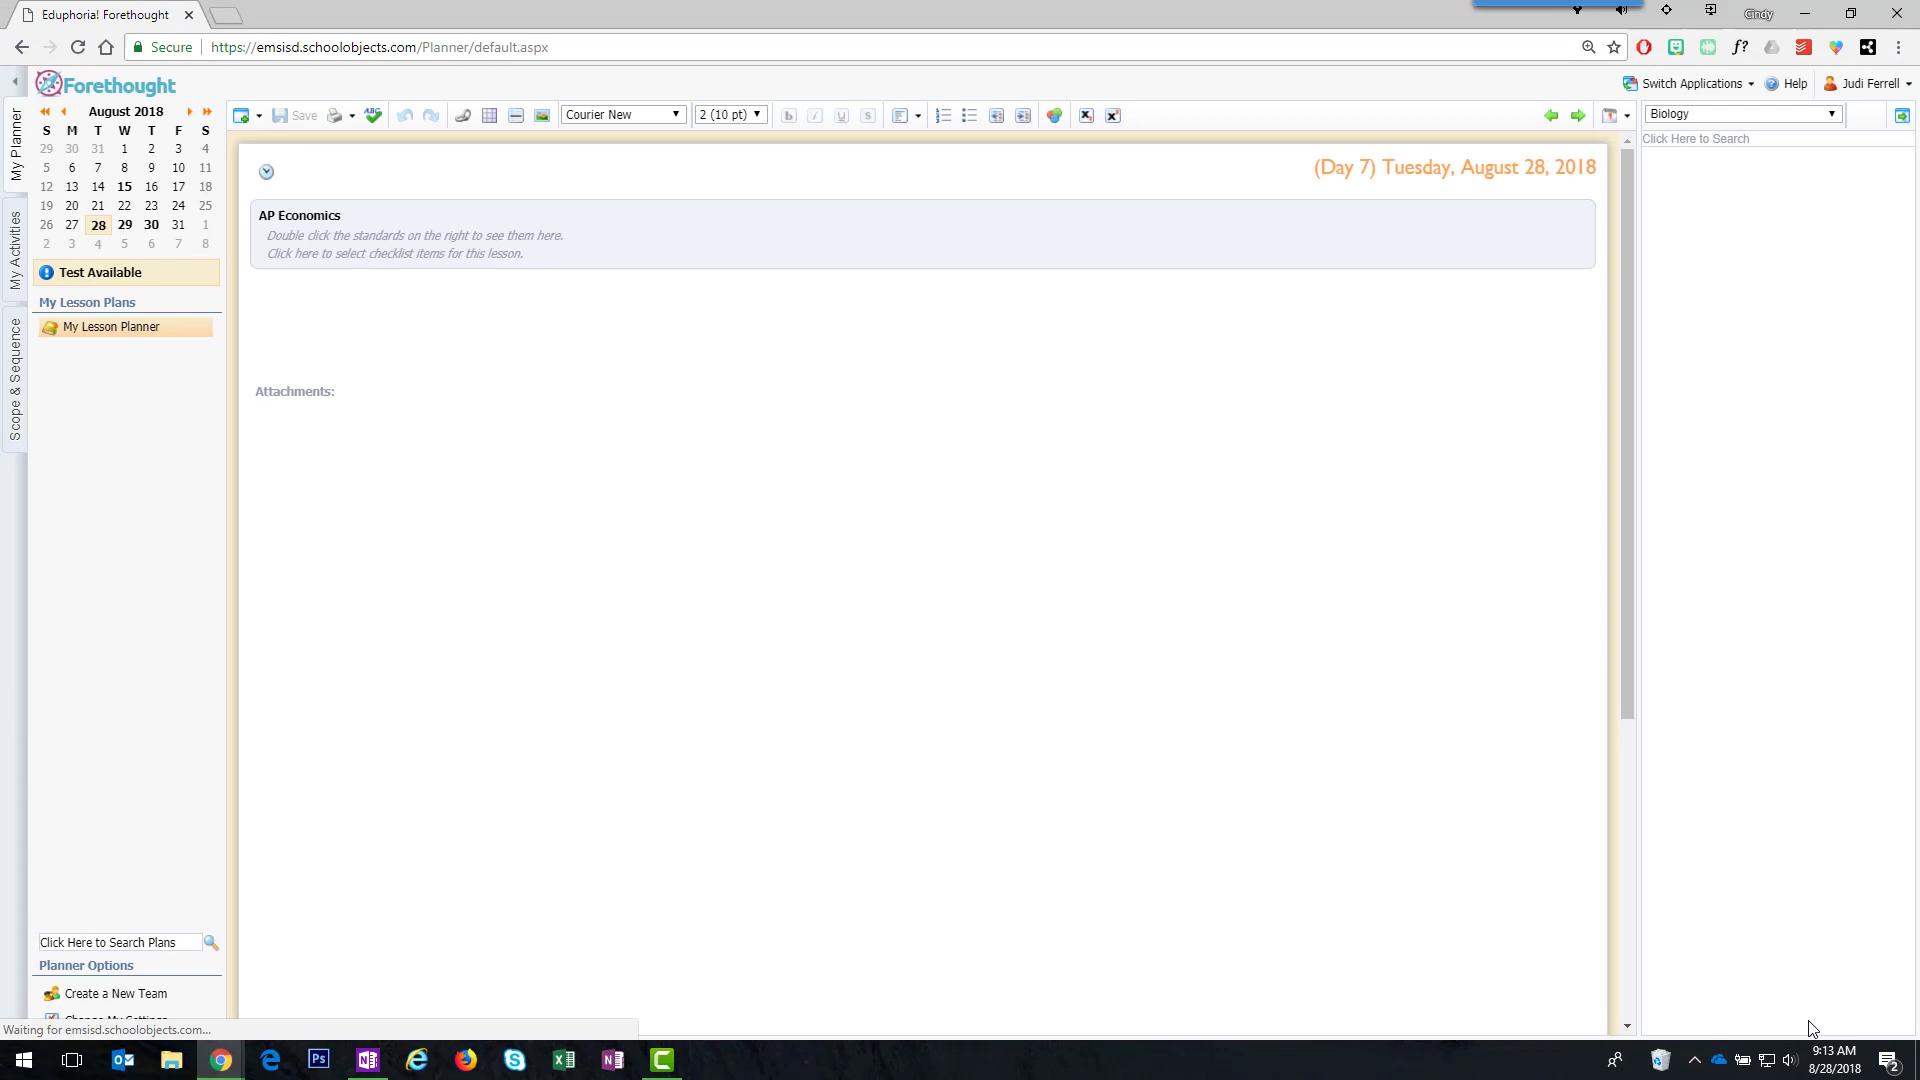 Eduphoria! Forethought
Cindy
Secure https://emsisd.schoolobjects.com/Planner/default.aspx
Forethought
Switch Applications Help Judi Ferrell
My Planner
My Activities
Scope & Sequence
August 2018
S M T W T F S
29 30 31 1 2 3 4
5 6 7 8 9 10 11
12 13 14 15 16 17 18
19 20 21 22 23 24 25
26 27 28 29 30 31 1
2 3 4 5 6 7 8
Save ABC Courier New 2 (10 pt) b i u s
Biology
Click Here to Search
(Day 7) Tuesday, August 28, 2018
AP Economics
Double click the standards on the right to see them here.
Click here to select checklist items for this lesson.
Test Available
My Lesson Plans
My Lesson Planner
Attachments:
Click Here to Search Plans
Planner Options
Create a New Team
Waiting for emsisd.schoolobjects.com...
9:13 AM
8/28/2018
2